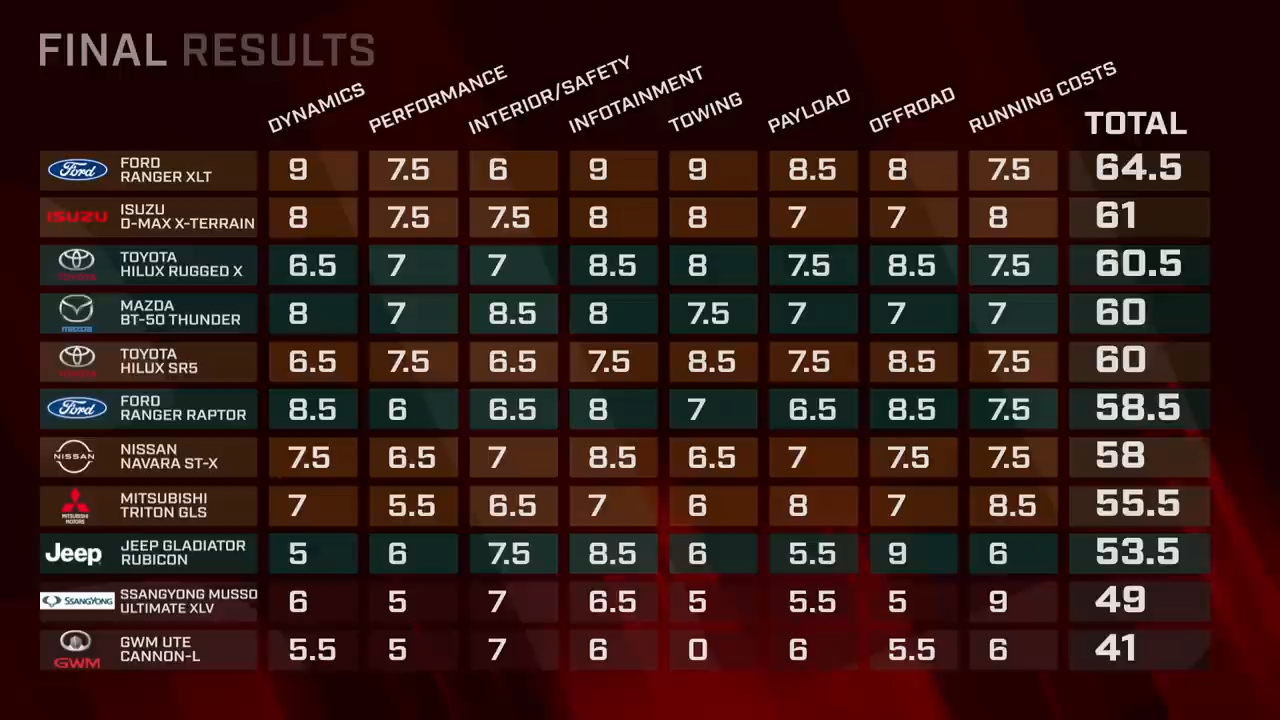 FINAL RESULTS
DYNAMICS PERFORMANCE INTERIOR/SAFETY INFOTAINMENT TOWING PAYLOAD OFFROAD RUNNING COSTS TOTAL
Ford FORD RANGER XLT 9 7.5 6 9 9 8.5 8 7.5 64.5
ISUZU ISUZU D-MAX X-TERRAIN 8 7.5 7.5 8 8 7 7 8 61
TOYOTA TOYOTA HILUX RUGGED X 6.5 7 7 8.5 8 7.5 8.5 7.5 60.5
mazda MAZDA BT-50 THUNDER 8 7 8.5 8 7.5 7 7 7 60
TOYOTA TOYOTA HILUX SR5 6.5 7.5 6.5 7.5 8.5 7.5 8.5 7.5 60
Ford FORD RANGER RAPTOR 8.5 6 6.5 8 7 6.5 8.5 7.5 58.5
NISSAN NISSAN NAVARA ST-X 7.5 6.5 7 8.5 6.5 7 7.5 7.5 58
MITSUBISHI MOTORS MITSUBISHI TRITON GLS 7 5.5 6.5 7 6 8 7 8.5 55.5
Jeep JEEP GLADIATOR RUBICON 5 6 7.5 8.5 6 5.5 9 6 53.5
SSANGYONG SSANGYONG MUSSO ULTIMATE XLV 6 5 7 6.5 5 5.5 5 9 49
GWM GWM UTE CANNON-L 5.5 5 7 6 0 6 5.5 6 41